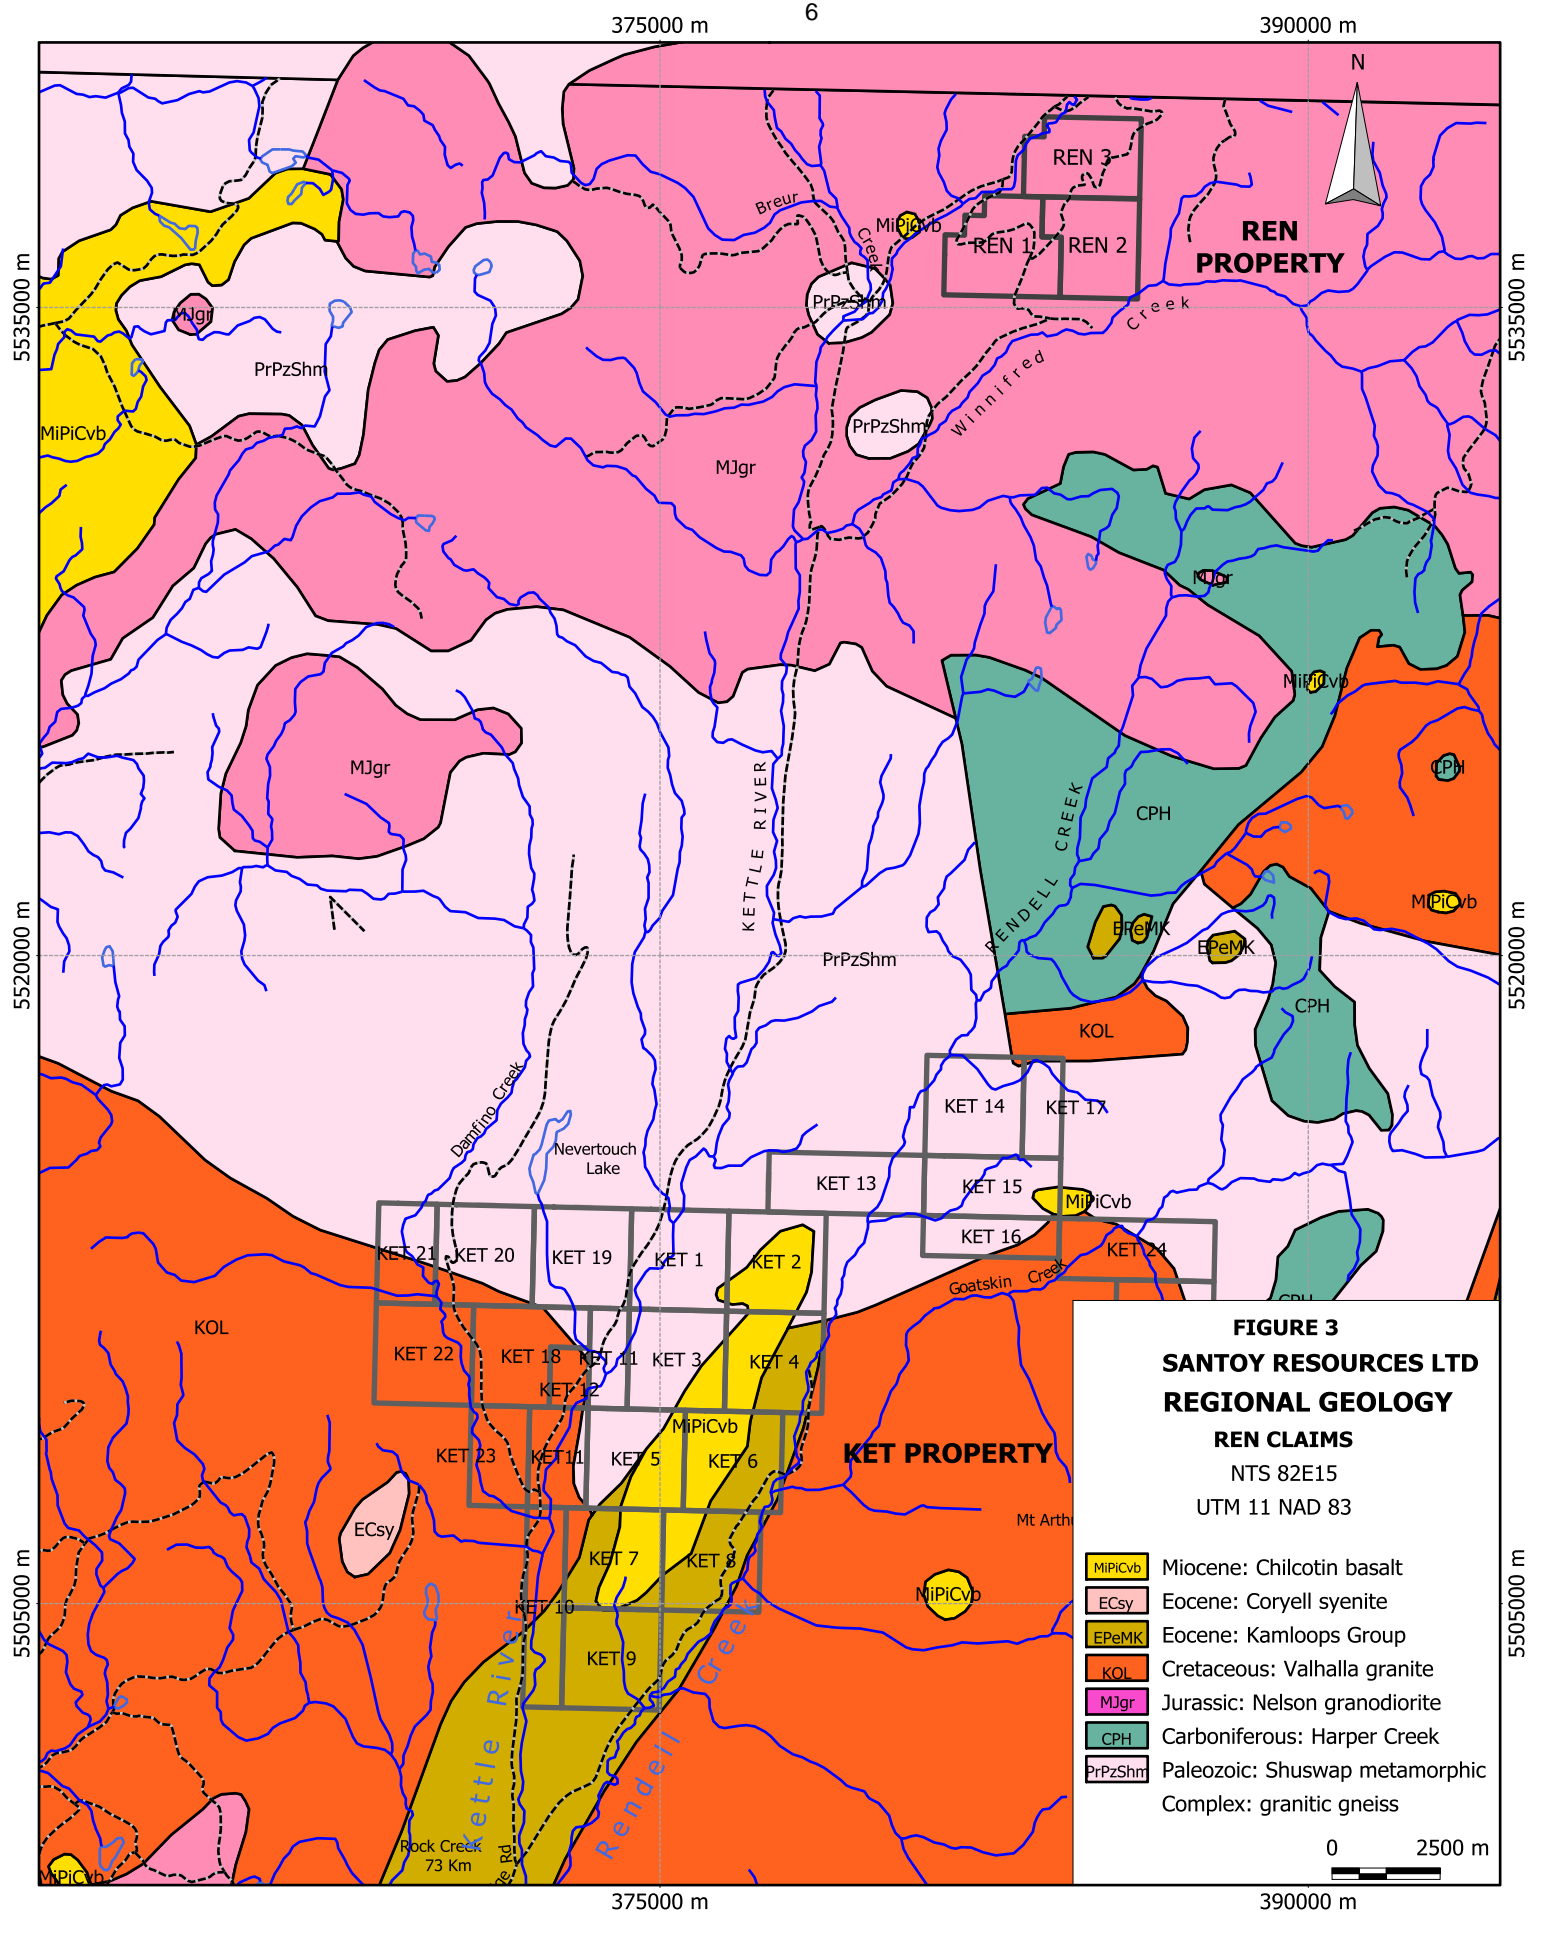 6
375000 m
390000 m
N
REN 3
Breur
Creek
MiPiCvb
REN 1
REN 2
REN
PROPERTY
5535000 m
5535000 m
PrPzShm
MJgr
Creek
Winnifred
PrPzShm
PrPzShm
MiPiCvb
MJgr
MJgr
MiPiCvb
MJgr
CPH
KETTLE RIVER
RENDELL CREEK
CPH
MiPiCvb
EPeMK
EPeMK
5520000 m
5520000 m
PrPzShm
CPH
KOL
Damfino Creek
KET 14
KET 17
Nevertouch
Lake
KET 13
KET 15
MiPiCvb
KET 16
KET 21
KET 20
KET 19
KET 1
KET 2
KET 24
Goatskin Creek
CPH
KOL
KET 22
KET 18
KET 11
KET 3
KET 4
KET 12
MiPiCvb
KET 23
KET11
KET 5
KET 6
KET PROPERTY
ECsy
Mt Arthu
KET 7
KET 8
MiPiCvb
KET 10
5505000 m
5505000 m
KET 9
Kettle River
Rendell Creek
Rock Creek
73 Km
ge Rd
MiPiCvb
FIGURE 3
SANTOY RESOURCES LTD
REGIONAL GEOLOGY
REN CLAIMS
NTS 82E15
UTM 11 NAD 83
MiPiCvb Miocene: Chilcotin basalt
ECsy Eocene: Coryell syenite
EPeMK Eocene: Kamloops Group
KOL Cretaceous: Valhalla granite
MJgr Jurassic: Nelson granodiorite
CPH Carboniferous: Harper Creek
PrPzShm Paleozoic: Shuswap metamorphic
Complex: granitic gneiss
0 2500 m
375000 m
390000 m